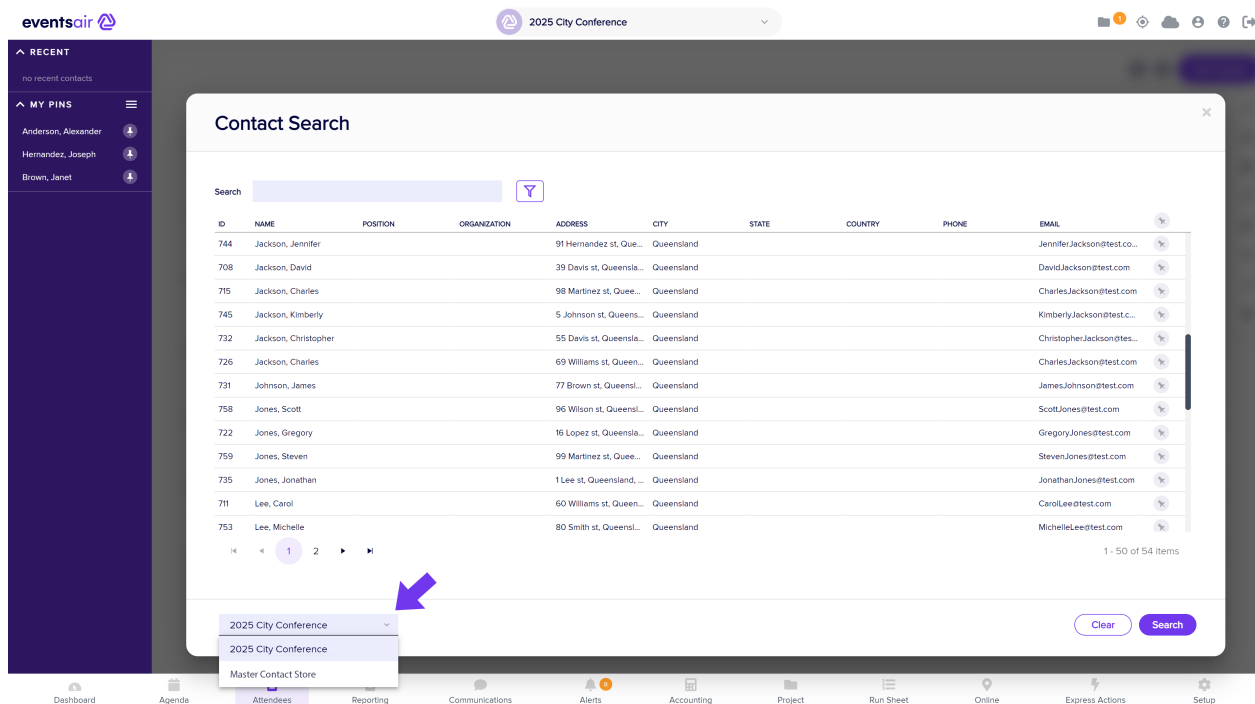 eventsair
2025 City Conference
1
RECENT
no recent contacts
MY PINS
Anderson, Alexander
Hernandez, Joseph
Brown, Janet
Contact Search
Search
ID NAME POSITION ORGANIZATION ADDRESS CITY STATE COUNTRY PHONE EMAIL
744 Jackson, Jennifer 91 Hernandez st, Que... Queensland JenniferJackson@test.co...
708 Jackson, David 39 Davis st, Queensla... Queensland DavidJackson@test.com
715 Jackson, Charles 98 Martinez st, Quee... Queensland CharlesJackson@test.com
745 Jackson, Kimberly 5 Johnson st, Queens... Queensland KimberlyJackson@test.c...
732 Jackson, Christopher 55 Davis st, Queensla... Queensland ChristopherJackson@tes...
726 Jackson, Charles 69 Williams st, Queen... Queensland CharlesJackson@test.com
731 Johnson, James 77 Brown st, Queensl... Queensland JamesJohnson@test.com
758 Jones, Scott 96 Wilson st, Queensl... Queensland ScottJones@test.com
722 Jones, Gregory 16 Lopez st, Queensla... Queensland GregoryJones@test.com
759 Jones, Steven 99 Martinez st, Quee... Queensland StevenJones@test.com
735 Jones, Jonathan 1 Lee st, Queensland, ... Queensland JonathanJones@test.com
711 Lee, Carol 60 Williams st, Queen... Queensland CarolLee@test.com
753 Lee, Michelle 80 Smith st, Queensl... Queensland MichelleLee@test.com
1 2 1 - 50 of 54 items
2025 City Conference Clear Search
2025 City Conference
Master Contact Store
8
Dashboard Agenda Attendees Reporting Communications Alerts Accounting Project Run Sheet Online Express Actions Setup